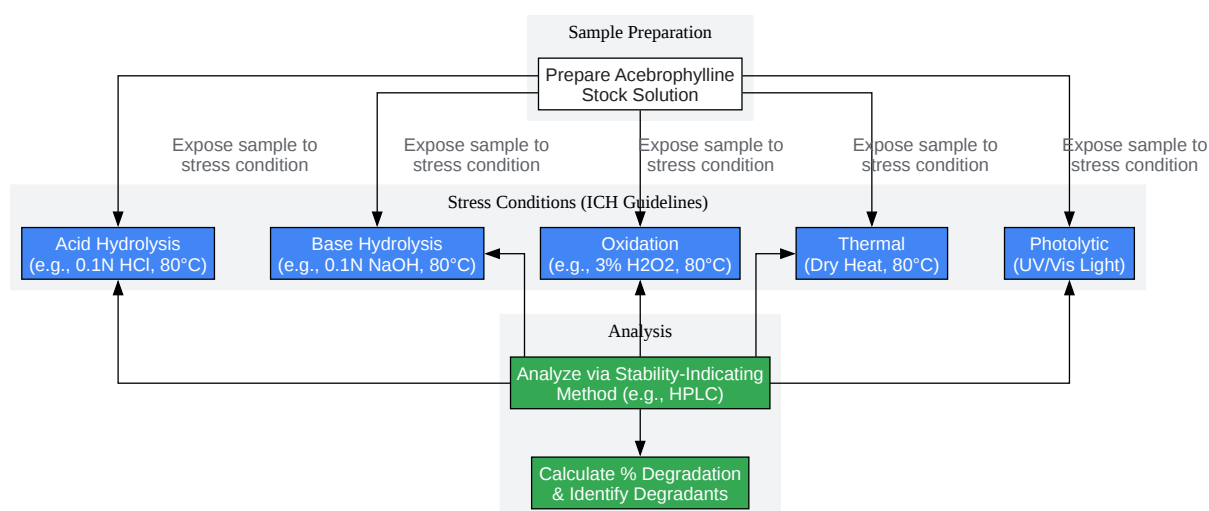 Sample Preparation
Prepare Acebrophylline
Stock Solution
Expose sample to
stress condition
Expose sample to
stress condition
Expose sample to
stress condition
Expose sample to
stress condition
Expose sample to
stress condition
Stress Conditions (ICH Guidelines)
Acid Hydrolysis
(e.g., 0.1N HCl, 80°C)
Base Hydrolysis
(e.g., 0.1N NaOH, 80°C)
Oxidation
(e.g., 3% H2O2, 80°C)
Thermal
(Dry Heat, 80°C)
Photolytic
(UV/Vis Light)
Analysis
Analyze via Stability-Indicating
Method (e.g., HPLC)
Calculate % Degradation
& Identify Degradants